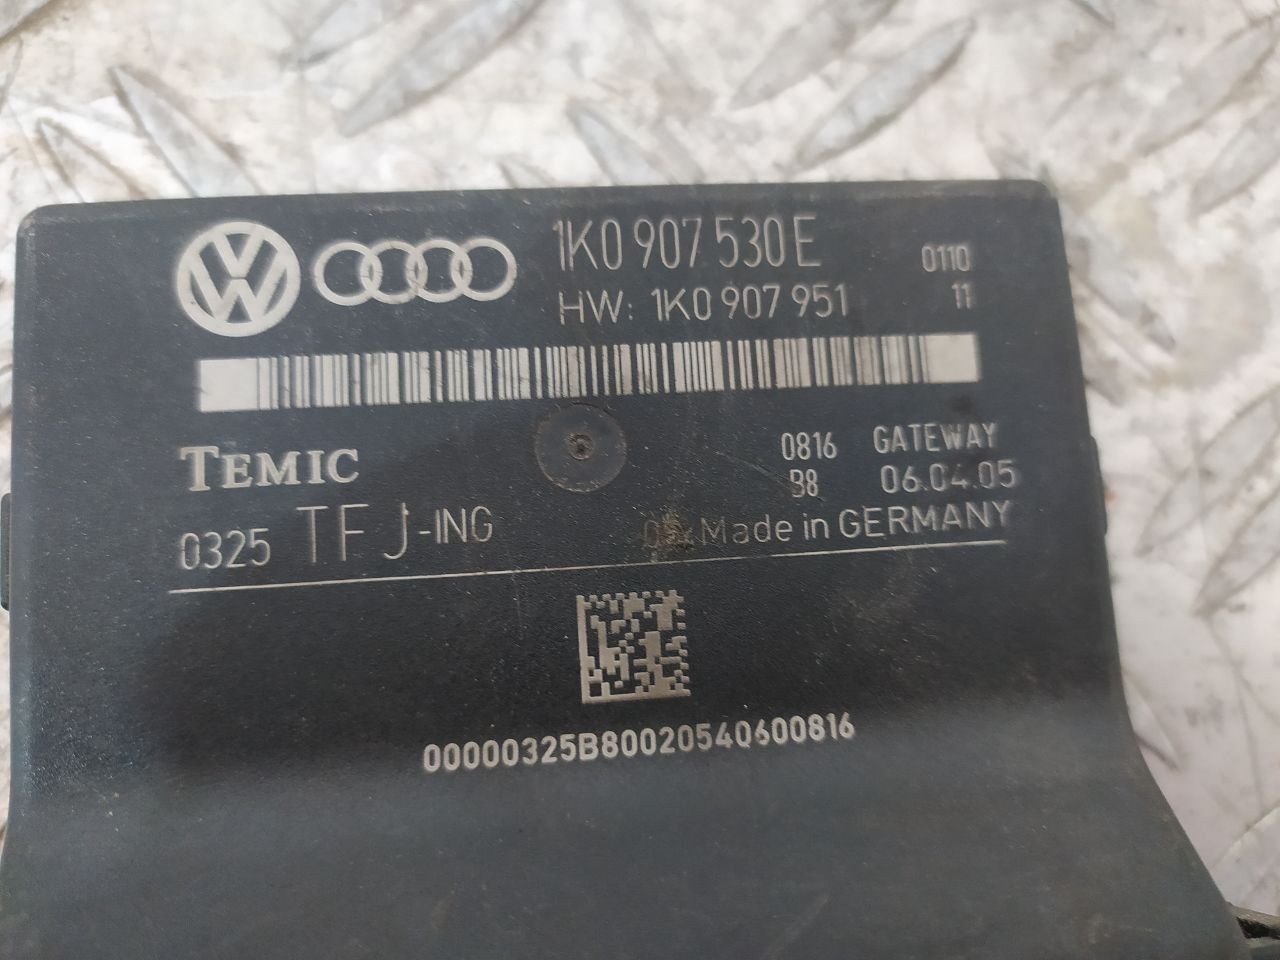 1K0 907 530 E
0110
HW: 1K0 907 951
11
TEMIC
0816 GATEWAY
B8 06.04.05
0325 TFJ-ING
Made in GERMANY
00000325B80020540600816